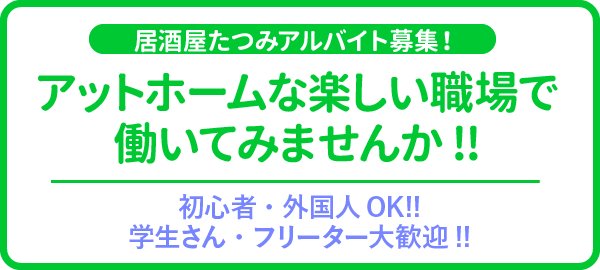 居酒屋たつみアルバイト募集！
アットホームな楽しい職場で
働いてみませんか!!
初心者・外国人OK!!
学生さん・フリーター大歓迎!!